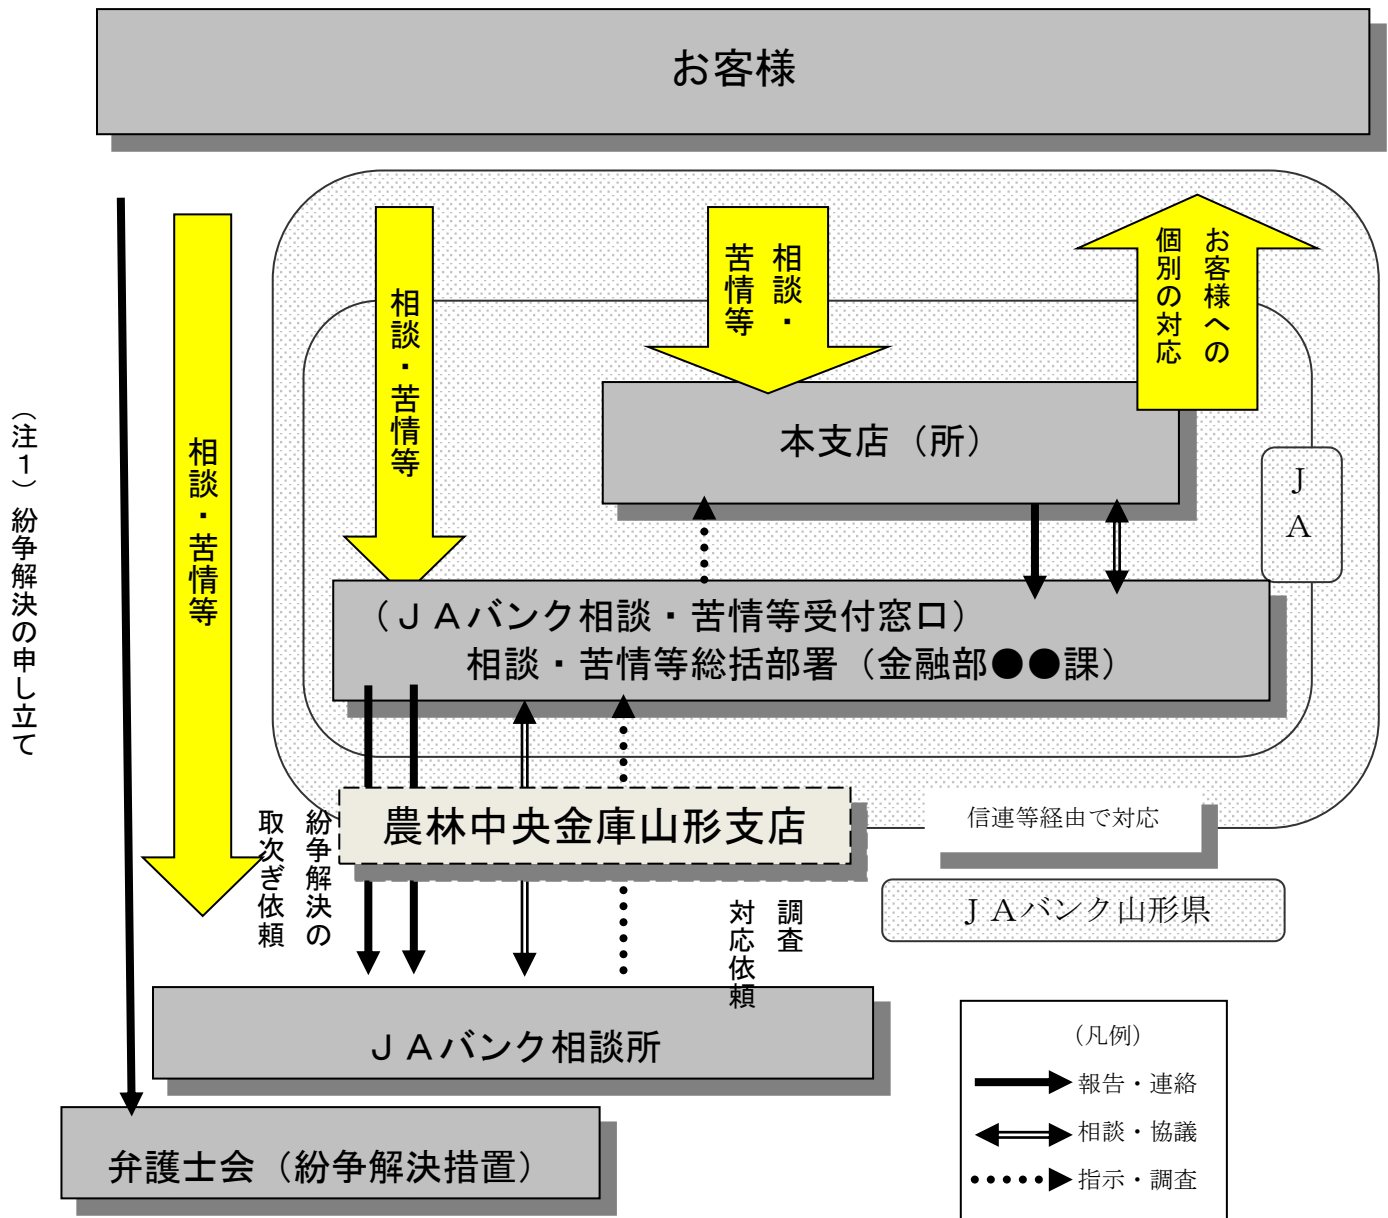 お客様
相談・
苦情等
お客様への
個別の対応
相談・苦情等
相談・苦情等
（注１）紛争解決の申し立て
本支店（所）
ＪＡ
（ＪＡバンク相談・苦情等受付窓口）
相談・苦情等総括部署（金融部●●課）
農林中央金庫山形支店
信連等経由で対応
紛争解決の
取次ぎ依頼
調査
対応依頼
ＪＡバンク山形県
ＪＡバンク相談所
弁護士会（紛争解決措置）
（凡例）
報告・連絡
相談・協議
指示・調査